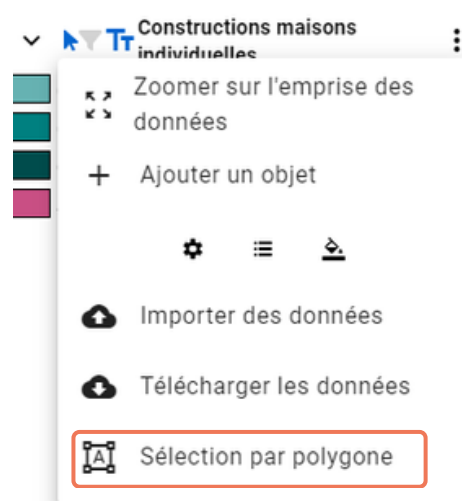 Constructions maisons
individuelles
Zoomer sur l'emprise des
données
Ajouter un objet
Importer des données
Télécharger les données
Sélection par polygone